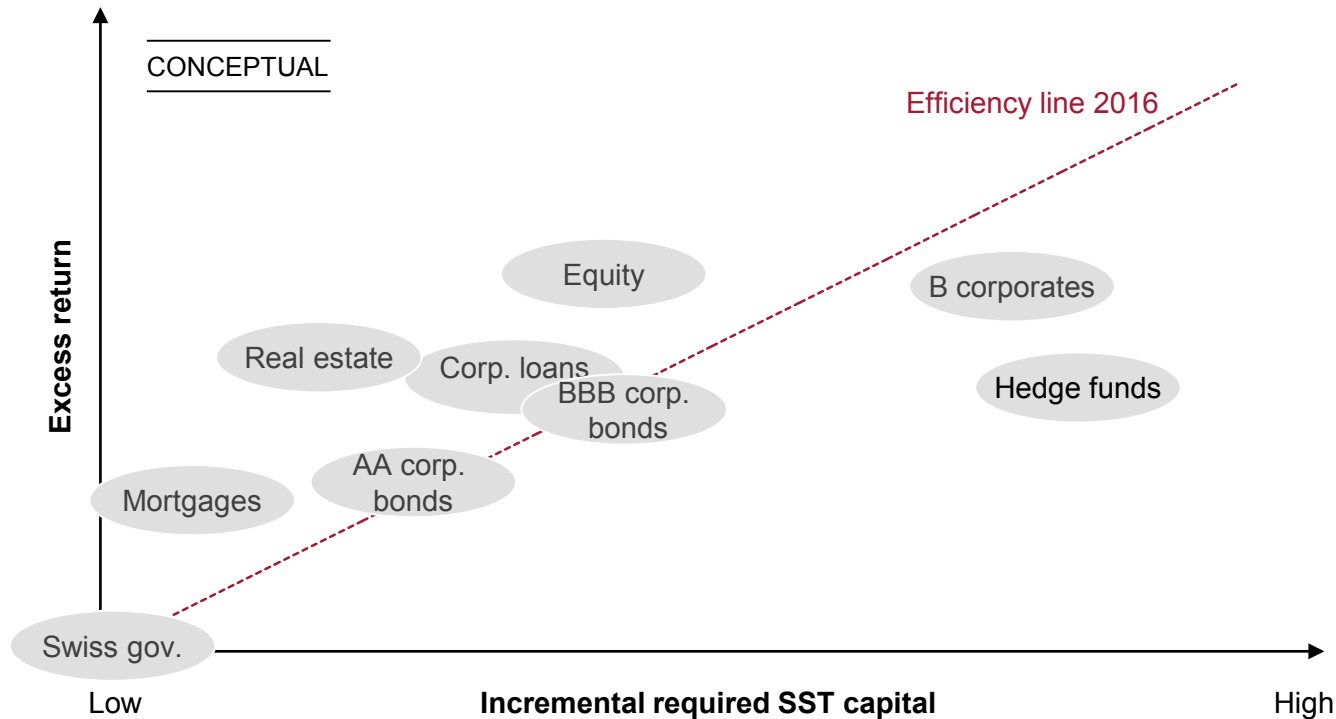 CONCEPTUAL
Efficiency line 2016
Excess return
Equity
B corporates
Real estate
Corp. loans
Hedge funds
BBB corp.
bonds
AA corp.
bonds
Mortgages
Swiss gov.
Low
Incremental required SST capital
High